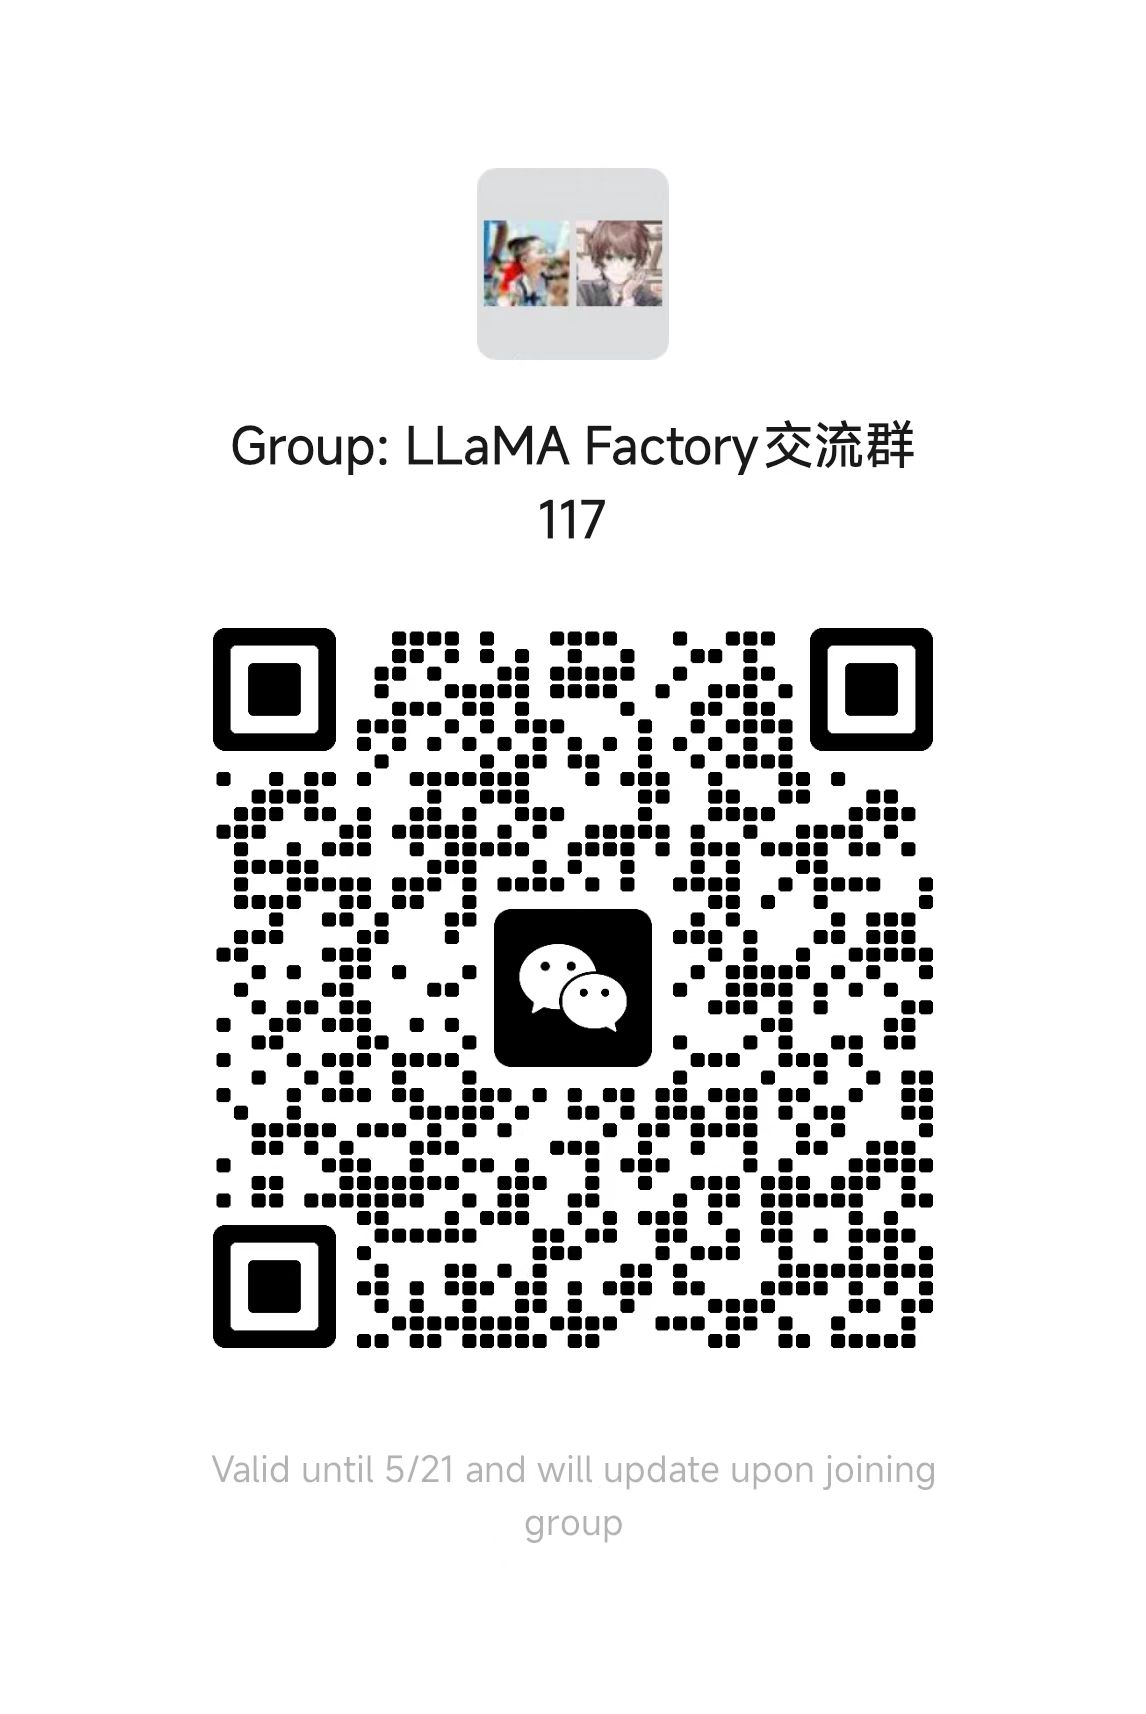 Group: LLaMA Factory交流群
117
Valid until 5/21 and will update upon joining
group